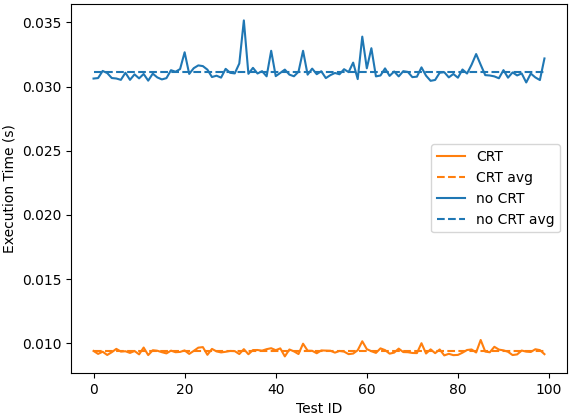 0.035
0.030
0.025
0.020
0.015
0.010
Execution Time (s)
CRT
CRT avg
no CRT
no CRT avg
0 20 40 60 80 100
Test ID